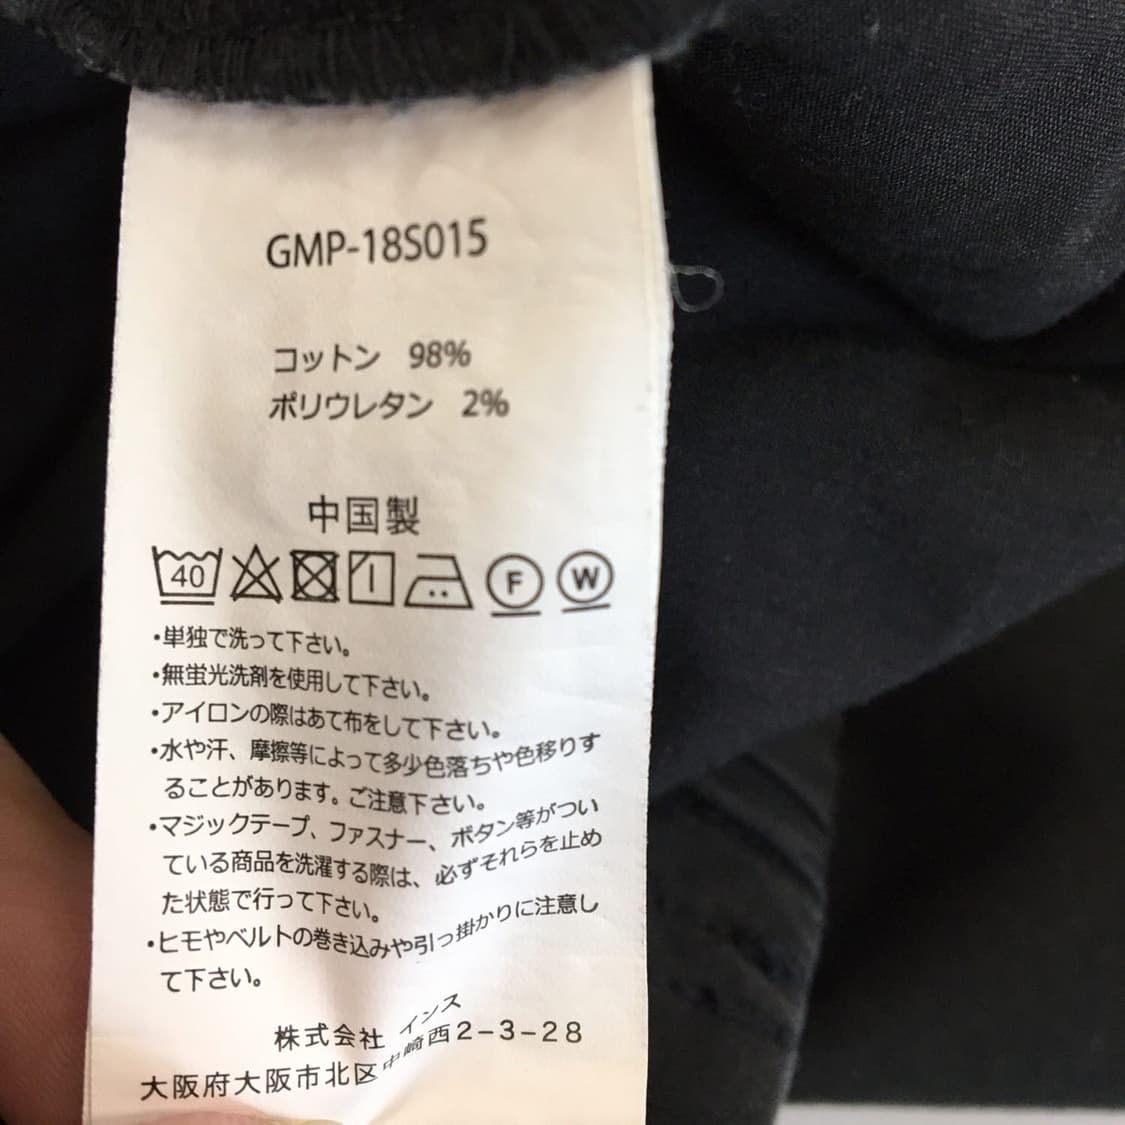 GMP-18S015
コットン 98%
ポリウレタン 2%
中国製
40 F W
・単独で洗って下さい。
・無蛍光洗剤を使用して下さい。
・アイロンの際はあて布をして下さい。
・水や汗、摩擦等によって多少色落ちや色移りす
ることがあります。ご注意下さい。
・マジックテープ、ファスナー、ボタン等がつい
ている商品を洗濯する際は、必ずそれらを止め
た状態で行って下さい。
・ヒモやベルトの巻き込みや引っ掛かりに注意し
て下さい。
株式会社 インス
大阪府大阪市北区中崎西2-3-28